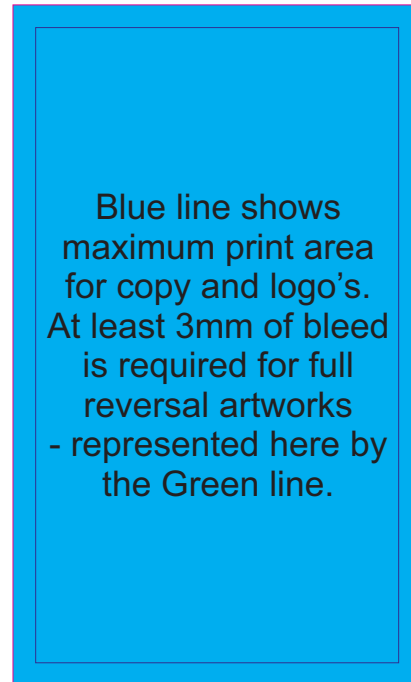 Blue line shows
maximum print area
for copy and logo’s.
At least 3mm of bleed
is required for full
reversal artworks
- represented here by
the Green line.